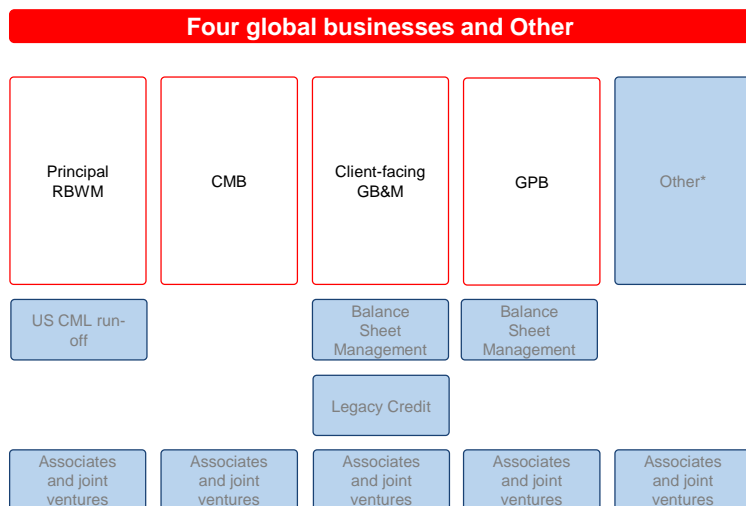 Four global businesses and Other
Principal
RBWM
CMB
Client-facing
GB&M
GPB
Other*
US CML run-
off
Balance
Sheet
Management
Balance
Sheet
Management
Legacy Credit
Associates
and joint
ventures
Associates
and joint
ventures
Associates
and joint
ventures
Associates
and joint
ventures
Associates
and joint
ventures